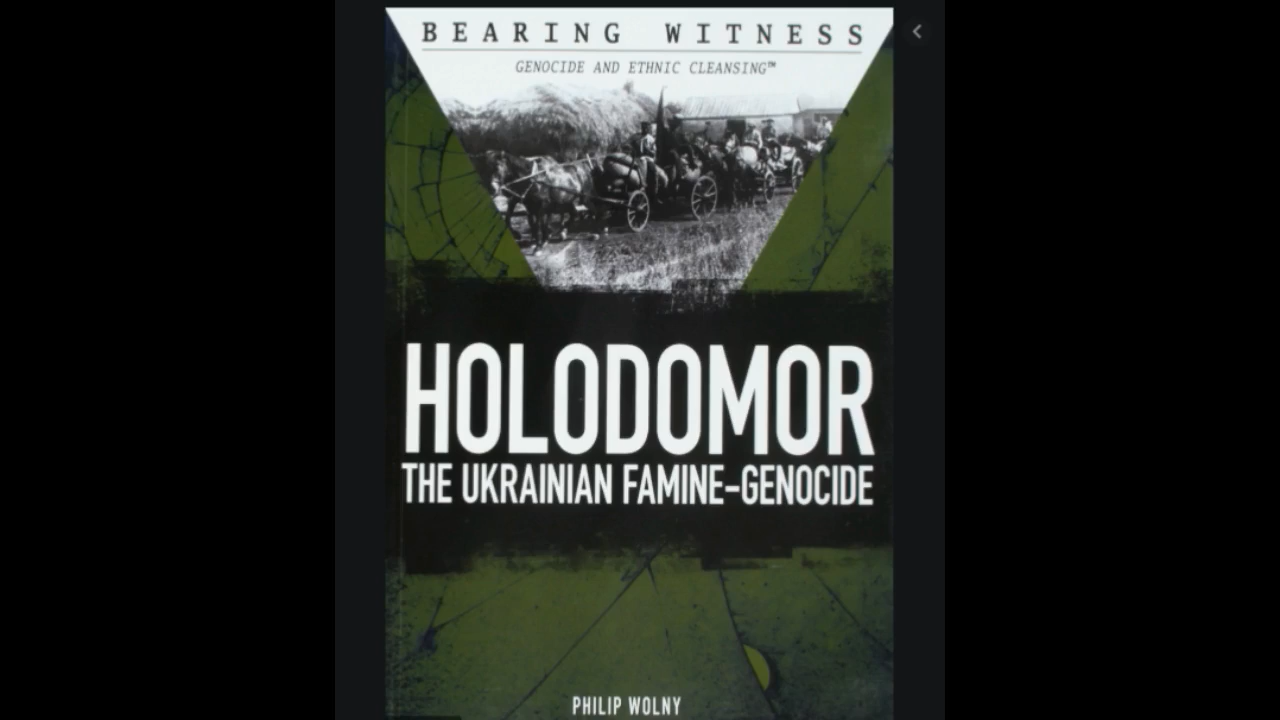 BEARING WITNESS
GENOCIDE AND ETHNIC CLEANSING™
HOLODOMOR
THE UKRAINIAN FAMINE-GENOCIDE
PHILIP WOLNY